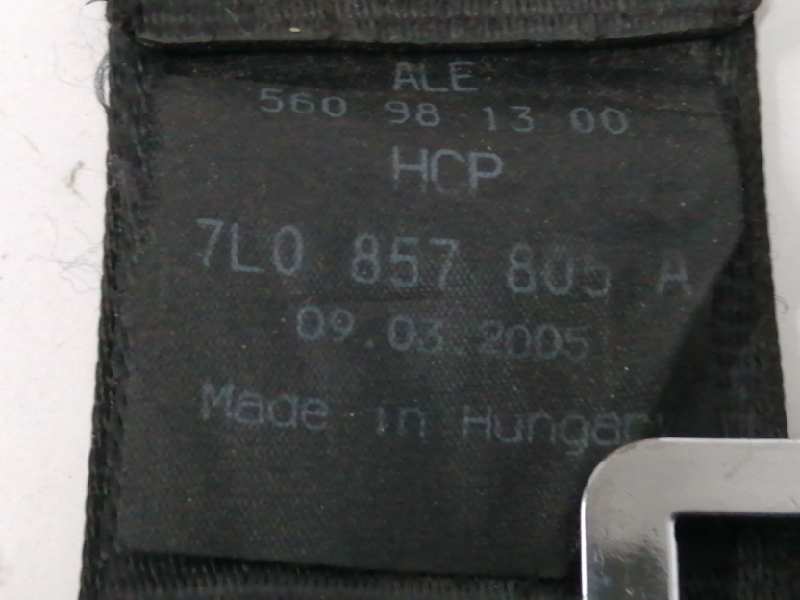 ALE
560 98 13 00
HCP
7L0 857 805 A
09.03.2005
Made in Hungary